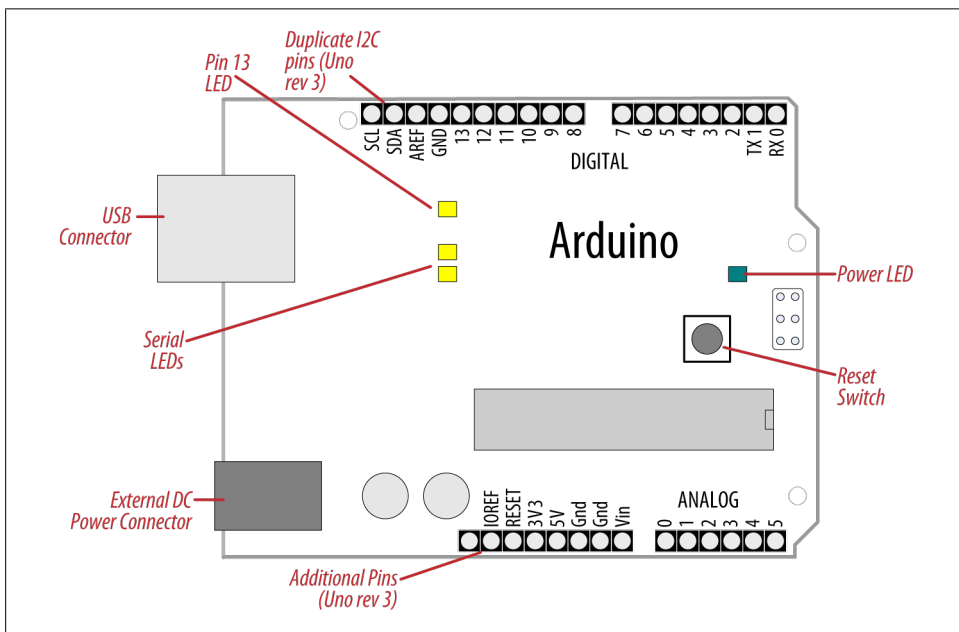 Duplicate I2C
pins (Uno
rev 3)
Pin 13
LED
SCL
SDA
AREF
GND
13
12
11
10
9
8
7
6
5
4
3
2
TX 1
RX 0
DIGITAL
USB
Connector
Arduino
Power LED
Serial
LEDs
Reset
Switch
External DC
Power Connector
IOREF
RESET
3V3
5V
Gnd
Gnd
Vin
ANALOG
0
1
2
3
4
5
Additional Pins
(Uno rev 3)